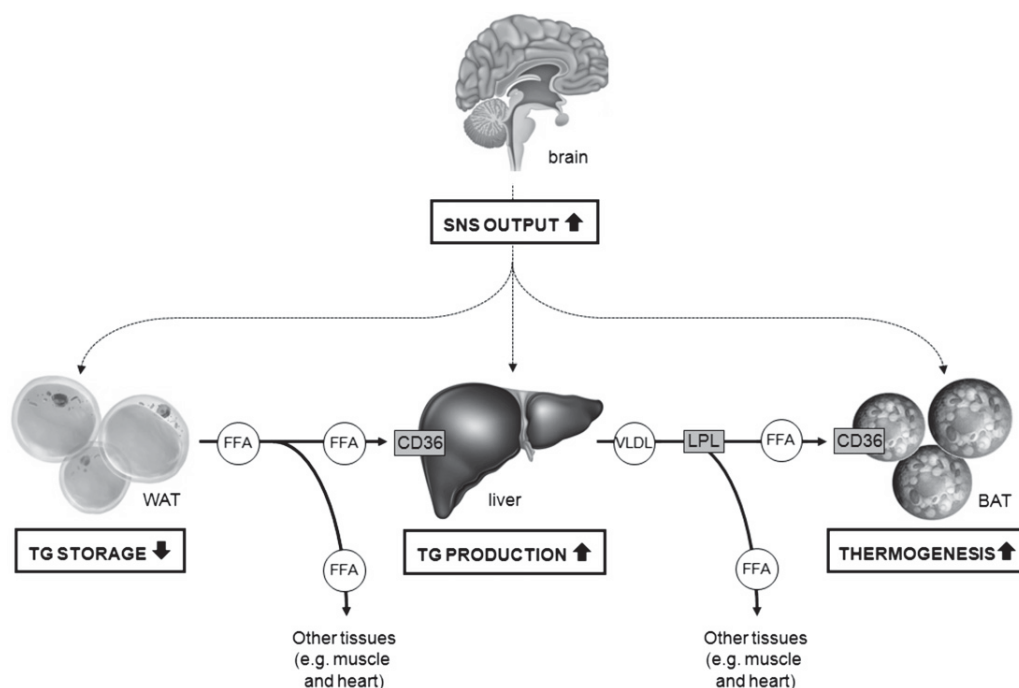 brain
SNS OUTPUT
FFA
FFA
CD36
VLDL
LPL
FFA
CD36
WAT
liver
BAT
TG STORAGE
TG PRODUCTION
THERMOGENESIS
FFA
FFA
Other tissues
(e.g. muscle
and heart)
Other tissues
(e.g. muscle
and heart)